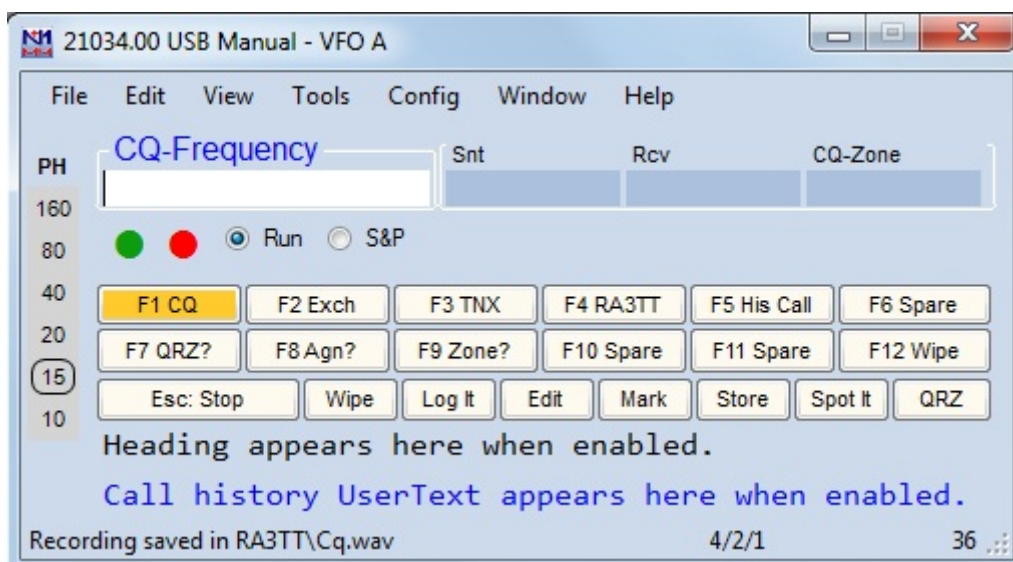 N1 MM 21034.00 USB Manual - VFO A
File Edit View Tools Config Window Help
PH CQ-Frequency Snt Rcv CQ-Zone
160
80 Run S&P
40 F1 CQ F2 Exch F3 TNX F4 RA3TT F5 His Call F6 Spare
20 F7 QRZ? F8 Agn? F9 Zone? F10 Spare F11 Spare F12 Wipe
15 Esc: Stop Wipe Log It Edit Mark Store Spot It QRZ
10
Heading appears here when enabled.
Call history UserText appears here when enabled.
Recording saved in RA3TT\Cq.wav 4/2/1 36